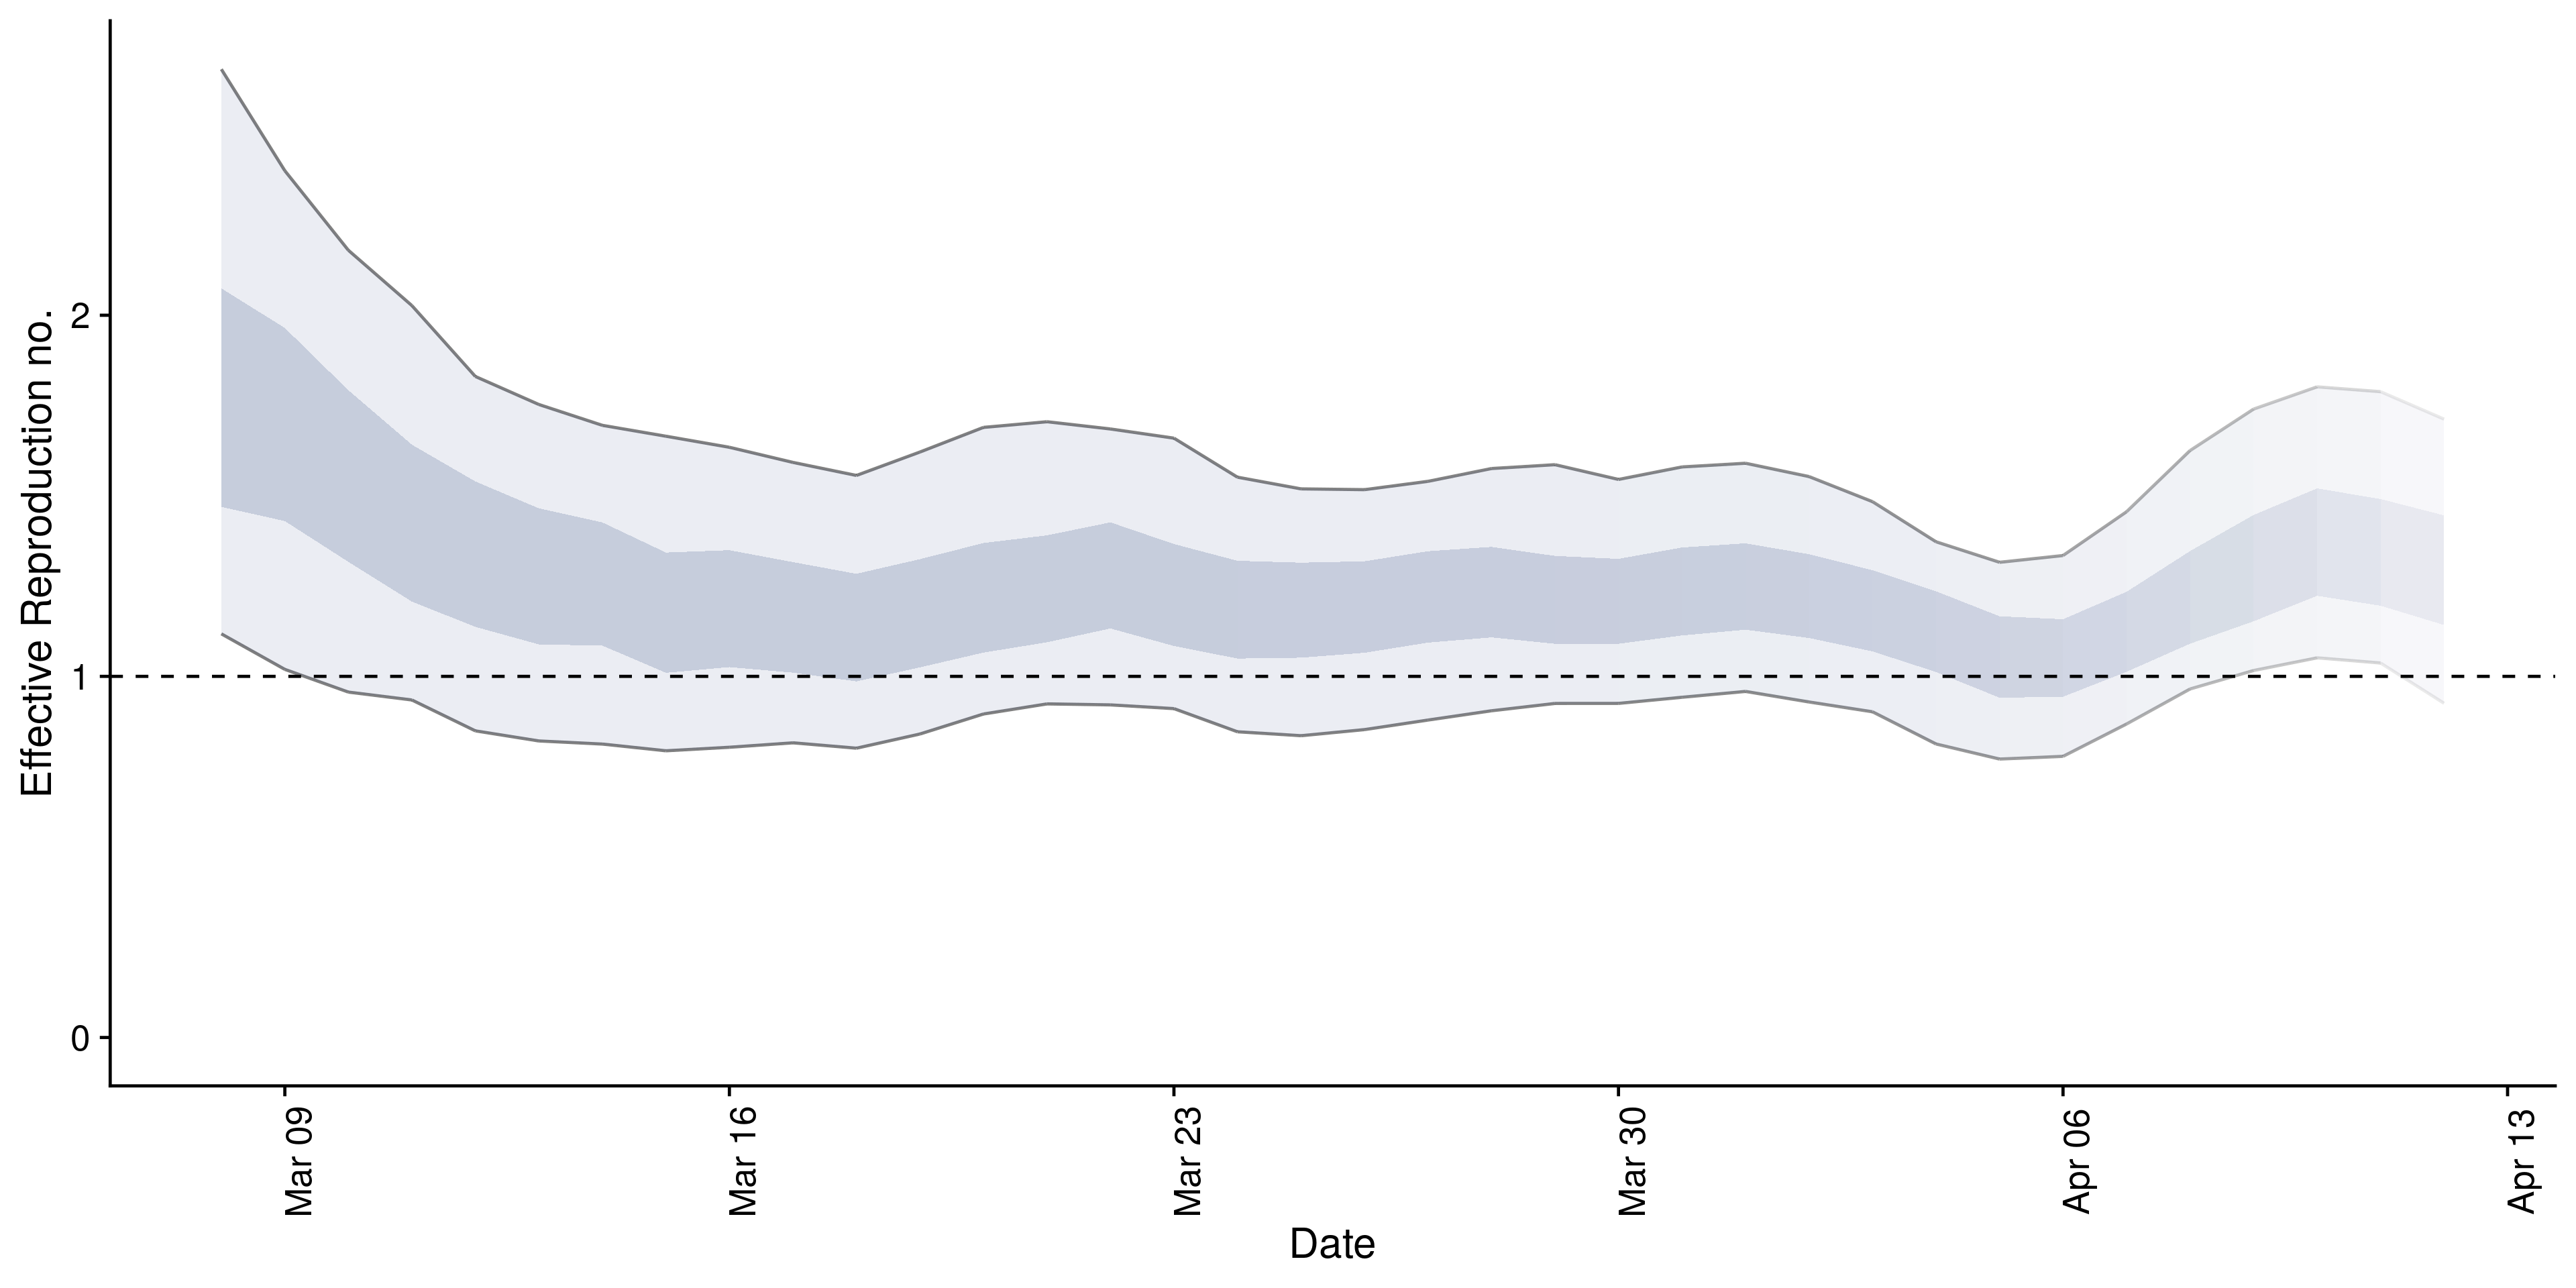 Effective Reproduction no.
2
1
0
Mar 09
Mar 16
Mar 23
Mar 30
Apr 06
Apr 13
Date